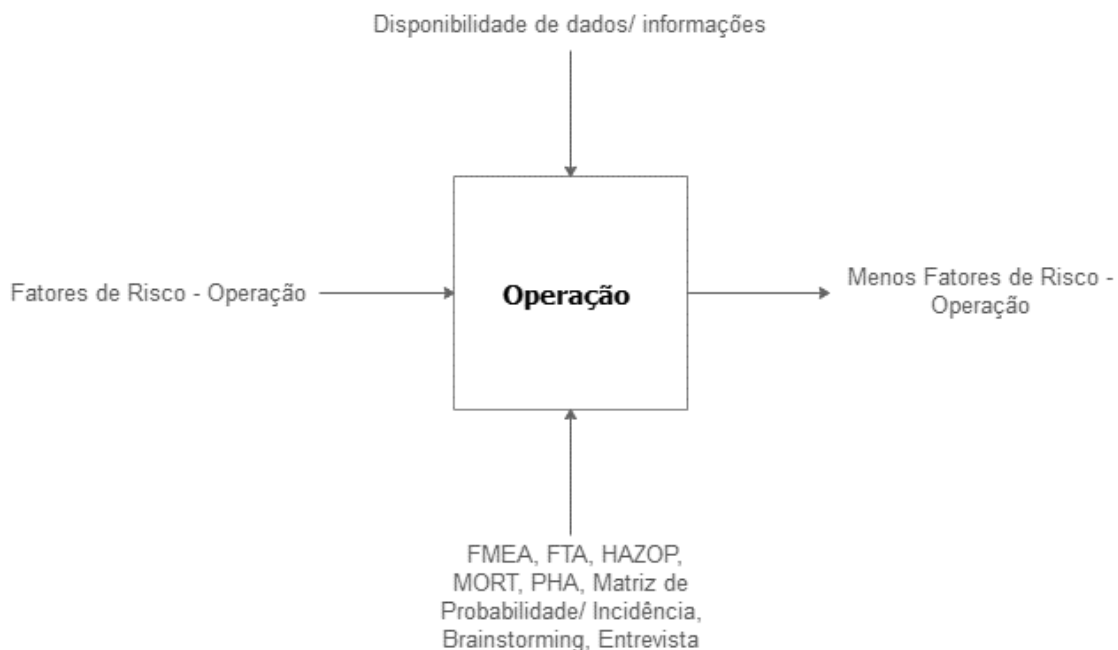 Disponibilidade de dados/ informações
Fatores de Risco - Operação
Operação
Menos Fatores de Risco -
Operação
FMEA, FTA, HAZOP,
MORT, PHA, Matriz de
Probabilidade/ Incidência,
Brainstorming, Entrevista